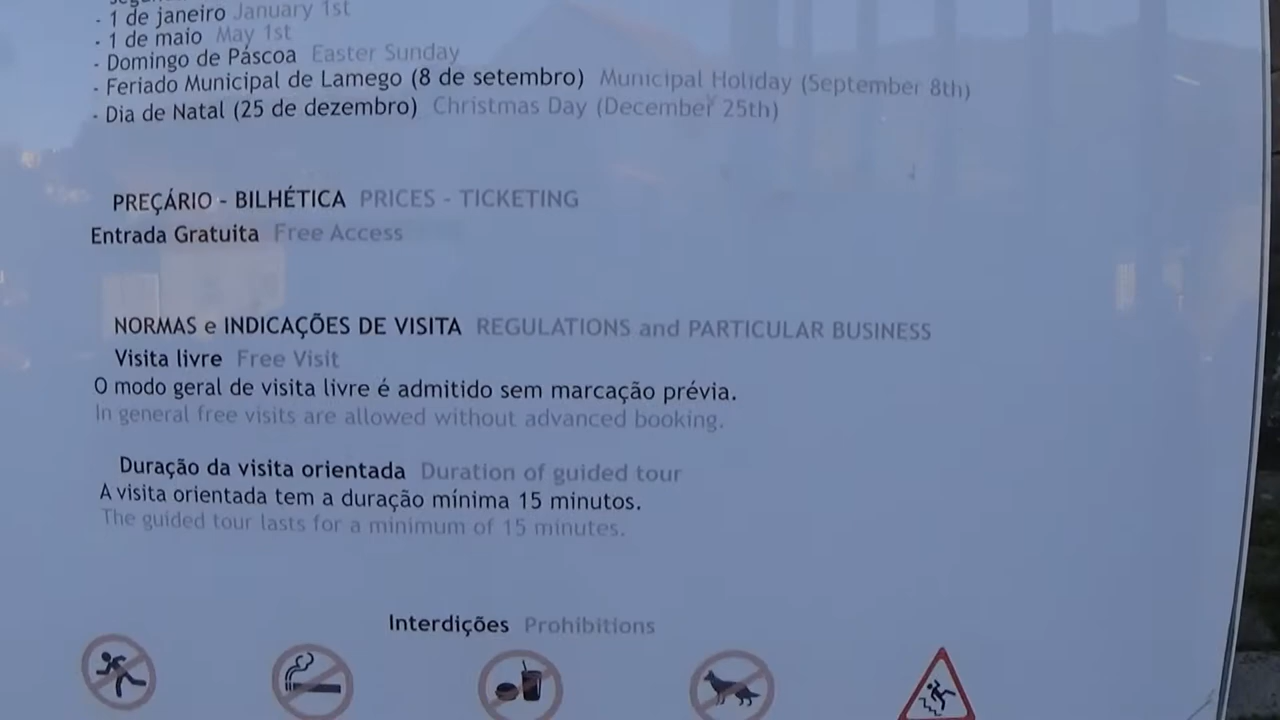 - 1 de janeiro January 1st
- 1 de maio May 1st
- Domingo de Páscoa Easter Sunday
- Feriado Municipal de Lamego (8 de setembro) Municipal Holiday (September 8th)
- Dia de Natal (25 de dezembro) Christmas Day (December 25th)
PREÇÁRIO - BILHÉTICA PRICES - TICKETING
Entrada Gratuita Free Access
NORMAS e INDICAÇÕES DE VISITA REGULATIONS and PARTICULAR BUSINESS
Visita livre Free Visit
O modo geral de visita livre é admitido sem marcação prévia.
In general free visits are allowed without advanced booking.
Duração da visita orientada Duration of guided tour
A visita orientada tem a duração mínima 15 minutos.
The guided tour lasts for a minimum of 15 minutes.
Interdições Prohibitions